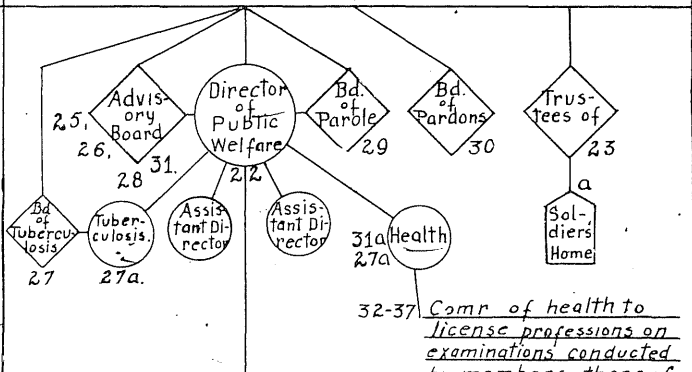 25,
26,
28
31.
Advis-
ory
Board
Director
of
Public
Welfare
22
Bd.
of
Parole
29
Bd.
of
Pardons
30
Trus-
tees of
23
a
Sol-
diers'
Home
Bd
of
Tubercu-
losis
27
Tuber-
culosis.
27a.
Assis-
tant Di-
rector
Assis-
tant Di-
rector
31a
27a
Health
32-37 Comr of health to
license professions on
examinations conducted